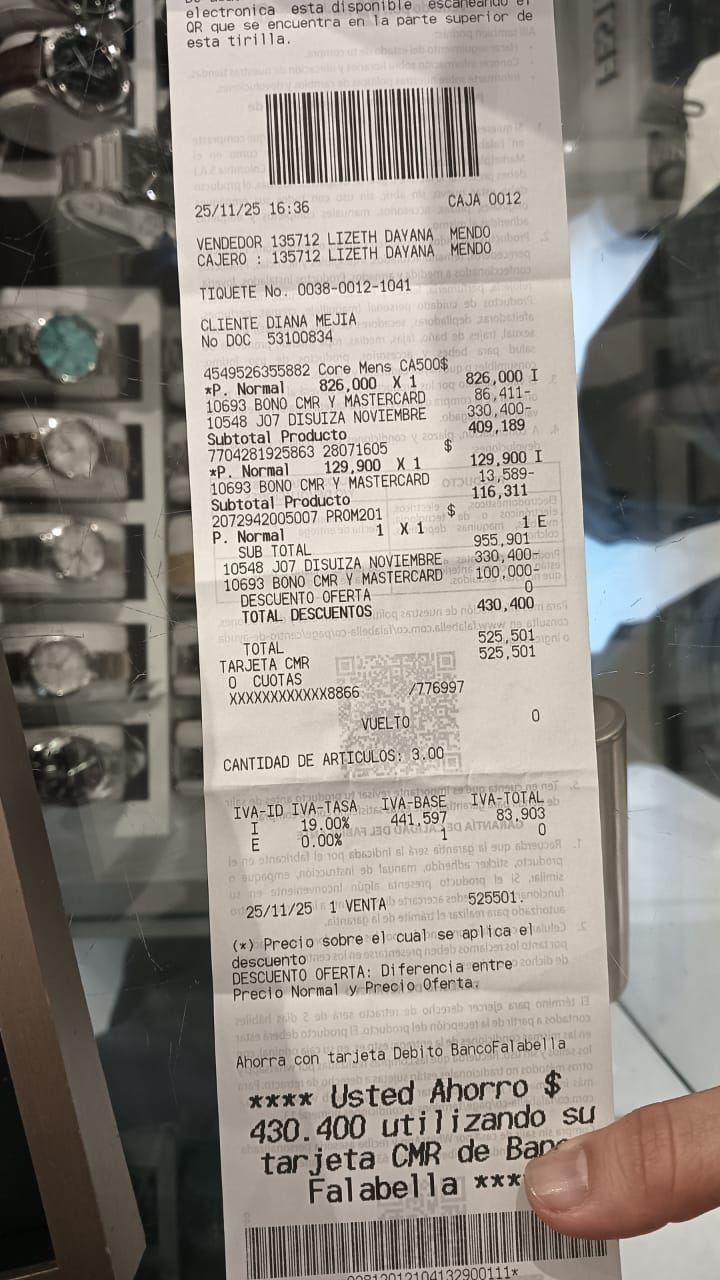 electronica esta disponible escaneando el
QR que se encuentra en la parte superior de
esta tirilla.
25/11/25 16:36 CAJA 0012
VENDEDOR 135712 LIZETH DAYANA MENDO
CAJERO : 135712 LIZETH DAYANA MENDO
TIQUETE No. 0038-0012-1041
CLIENTE DIANA MEJIA
No DOC 53100834
4549526355882 Core Mens CA500$
*P. Normal 826,000 X 1 826,000 I
10693 BONO CMR Y MASTERCARD 86,411-
10548 J07 DISUIZA NOVIEMBRE 330,400-
Subtotal Producto 409,189
7704281925863 28071605 $
*P. Normal 129,900 X 1 129,900 I
10693 BONO CMR Y MASTERCARD 13,589-
Subtotal Producto 116,311
2072942005007 PROM201 $
P. Normal 1 X 1 1 E
SUB TOTAL 955,901
10548 J07 DISUIZA NOVIEMBRE 330,400-
10693 BONO CMR Y MASTERCARD 100,000-
DESCUENTO OFERTA 0
TOTAL DESCUENTOS 430,400
TOTAL 525,501
TARJETA CMR 525,501
0 CUOTAS
XXXXXXXXXXXX8866 /776997
VUELTO 0
CANTIDAD DE ARTICULOS: 3.00
IVA-ID IVA-TASA IVA-BASE IVA-TOTAL
I 19.00% 441,597 83,903
E 0.00% 1 0
25/11/25 1 VENTA 525501.
(*) Precio sobre el cual se aplica el
descuento
DESCUENTO OFERTA: Diferencia entre
Precio Normal y Precio Oferta.
Ahorra con tarjeta Debito BancoFalabella
**** Usted Ahorro $
430.400 utilizando su
tarjeta CMR de
Falabella ***